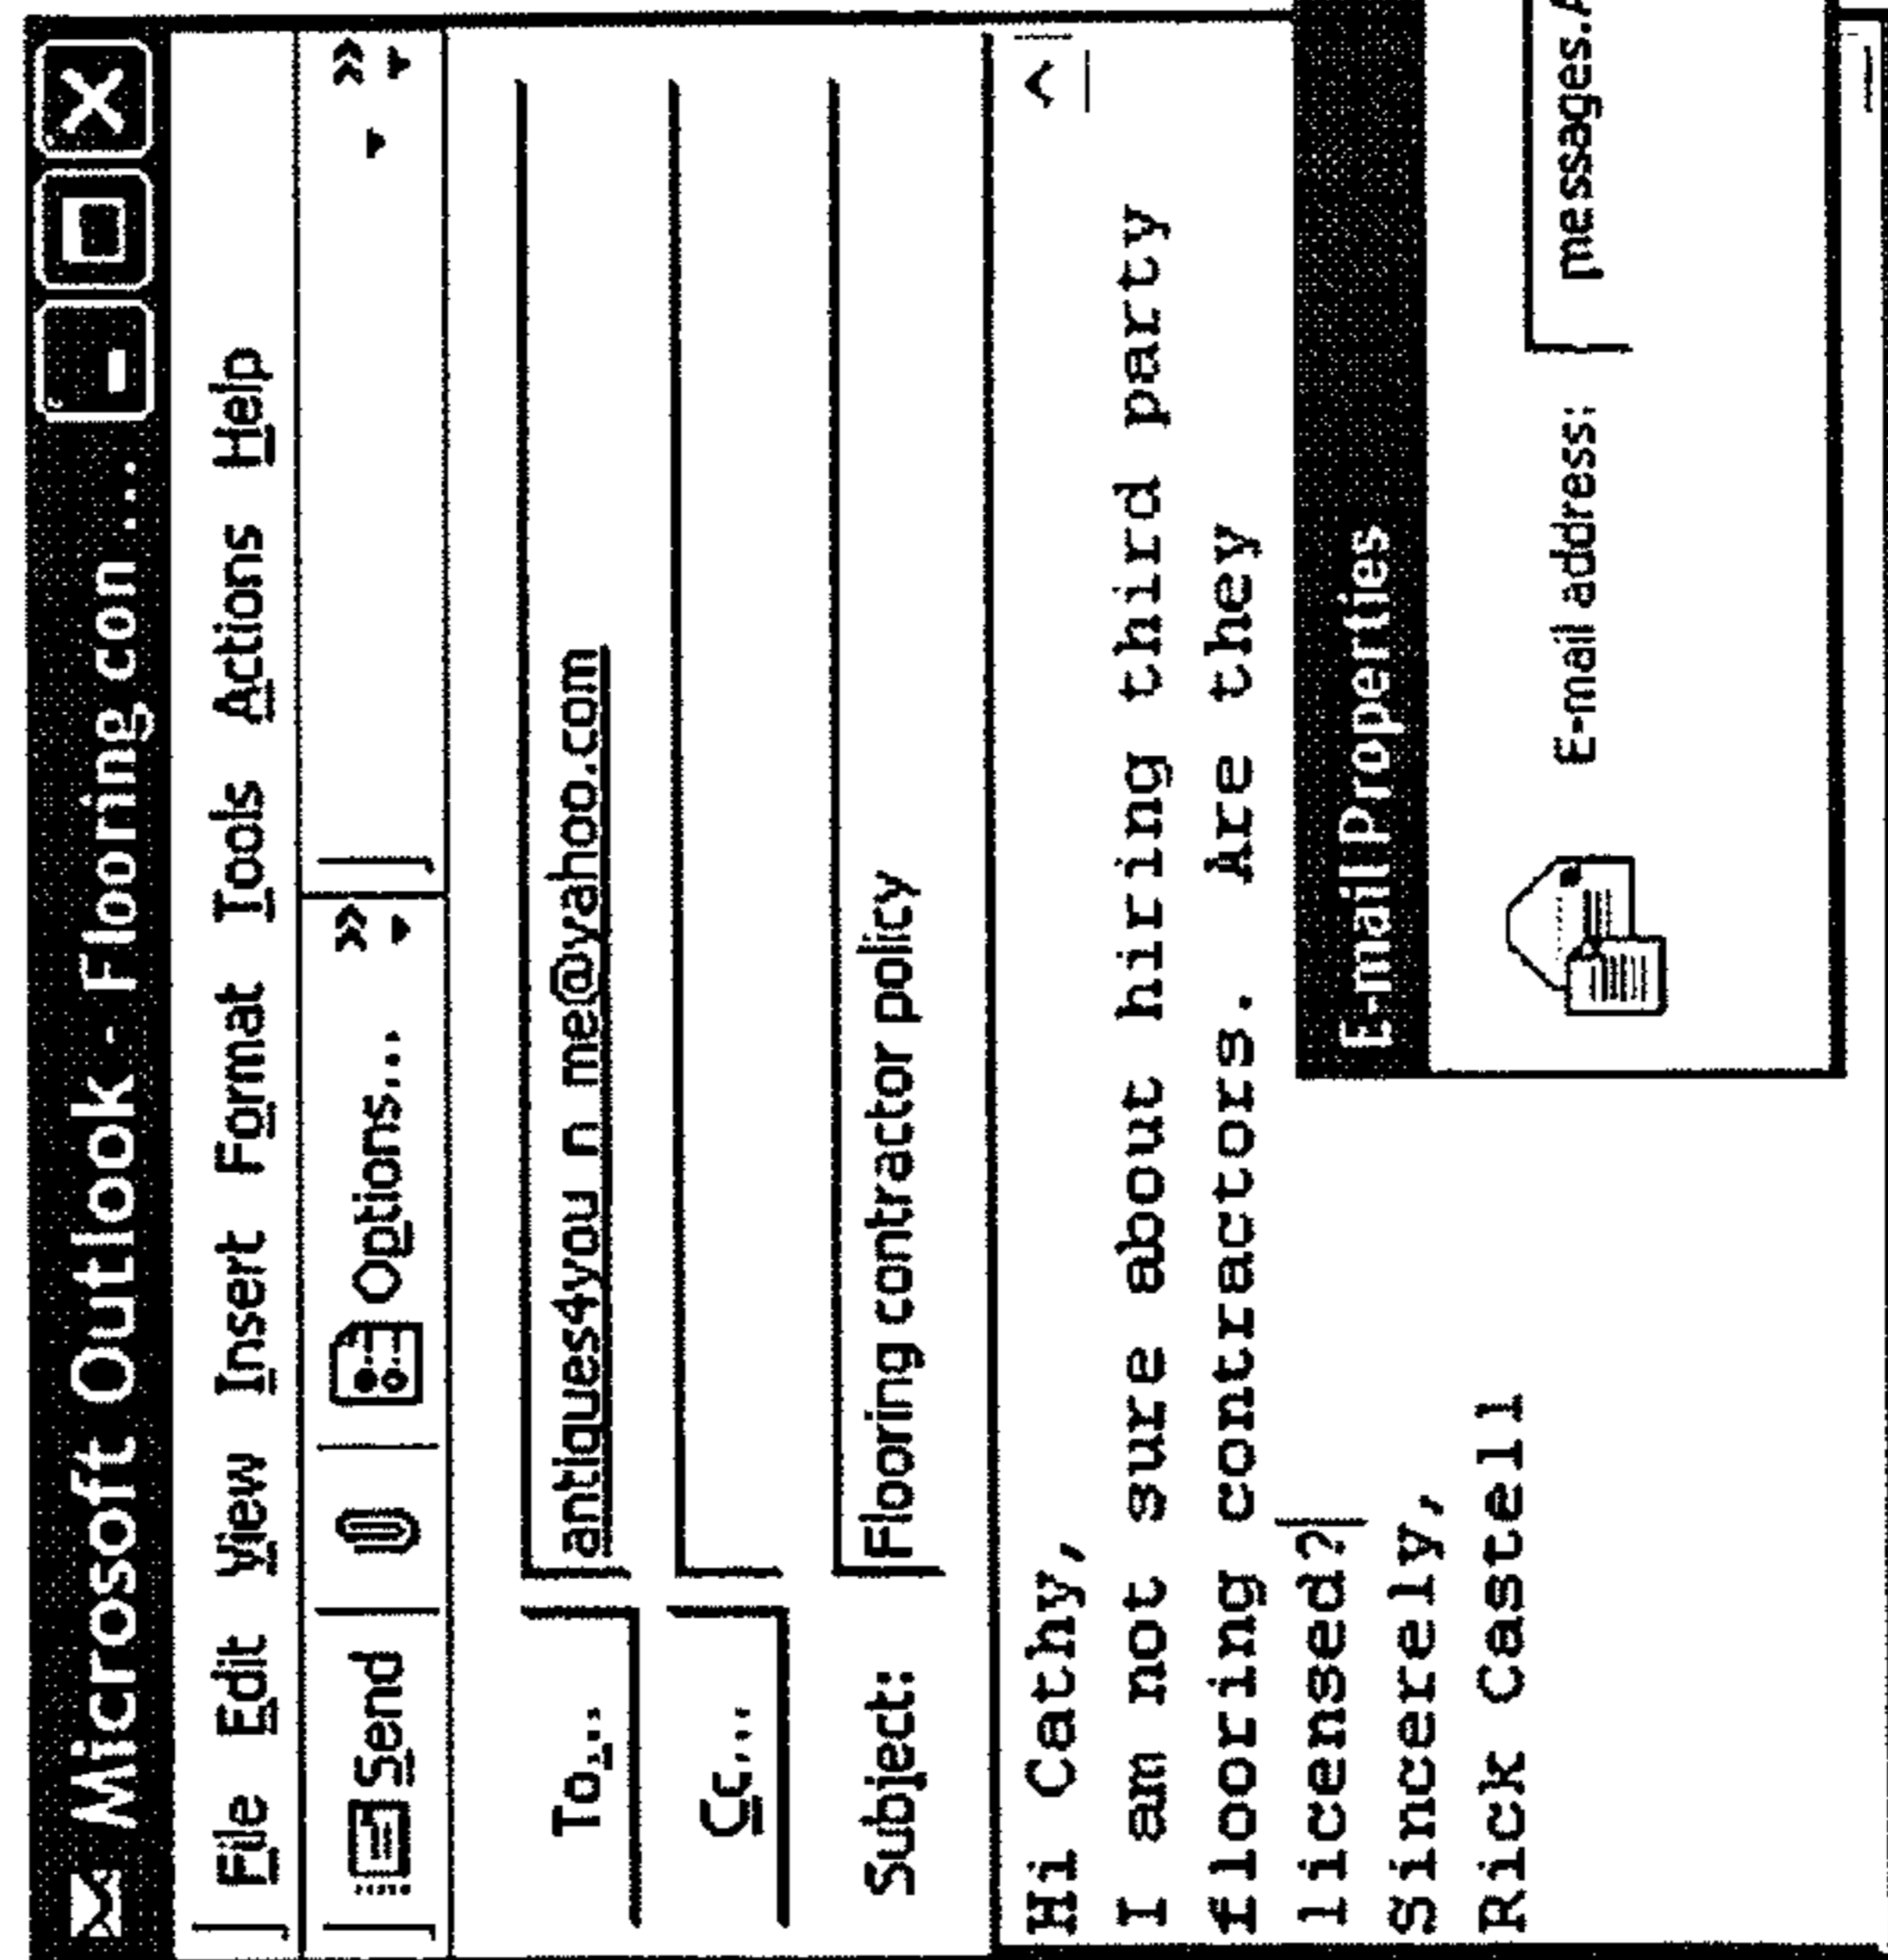 Microsoft Outlook - Flooring con ...
File Edit View Insert Format Tools Actions Help
Send Options... »  »
To... antiques4you n me@yahoo.com
Cc...
Subject: Flooring contractor policy
Hi Cathy,
I am not sure about hiring third party
flooring contractors. Are they
licensed?
Sincerely,
Rick Castell
E-mail Properties
E-mail address: messages.A